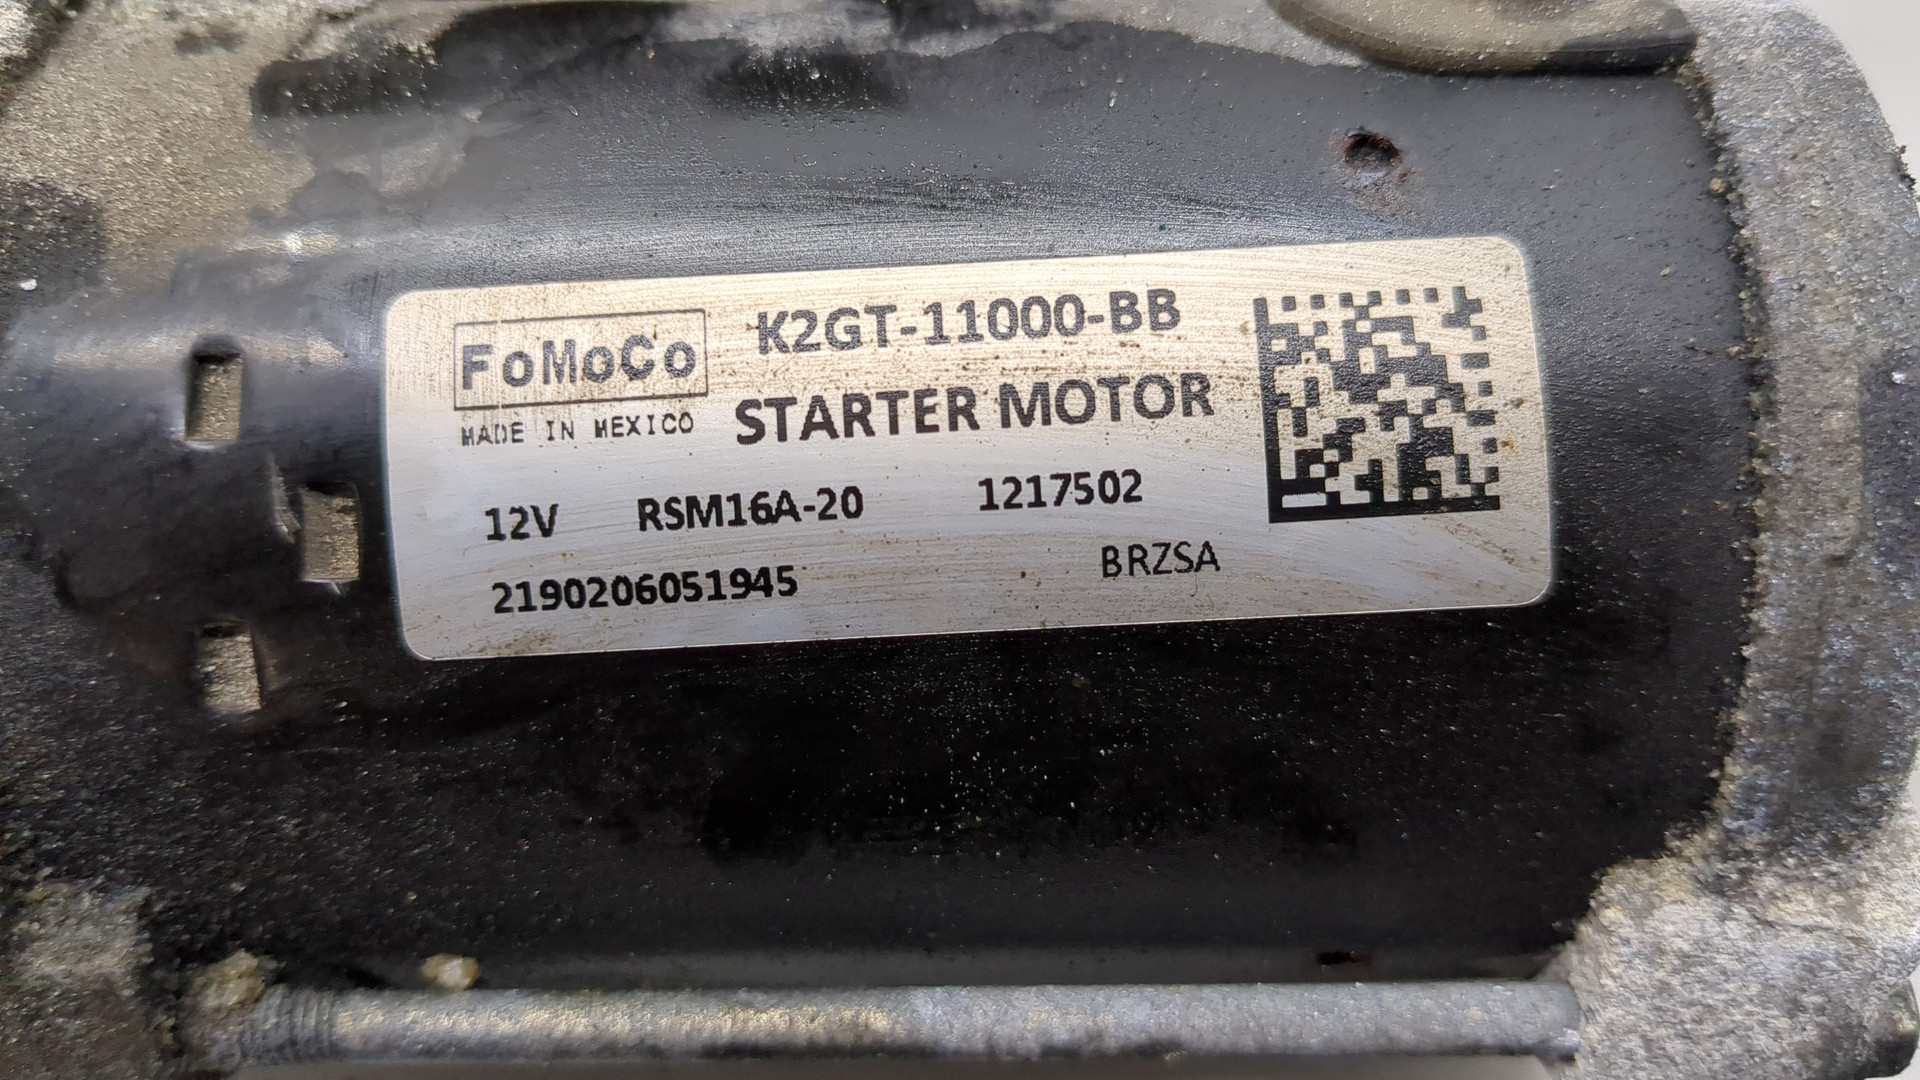 FoMoCo
MADE IN MEXICO
K2GT-11000-BB
STARTER MOTOR
12V RSM16A-20 1217502
2190206051945 BRZSA